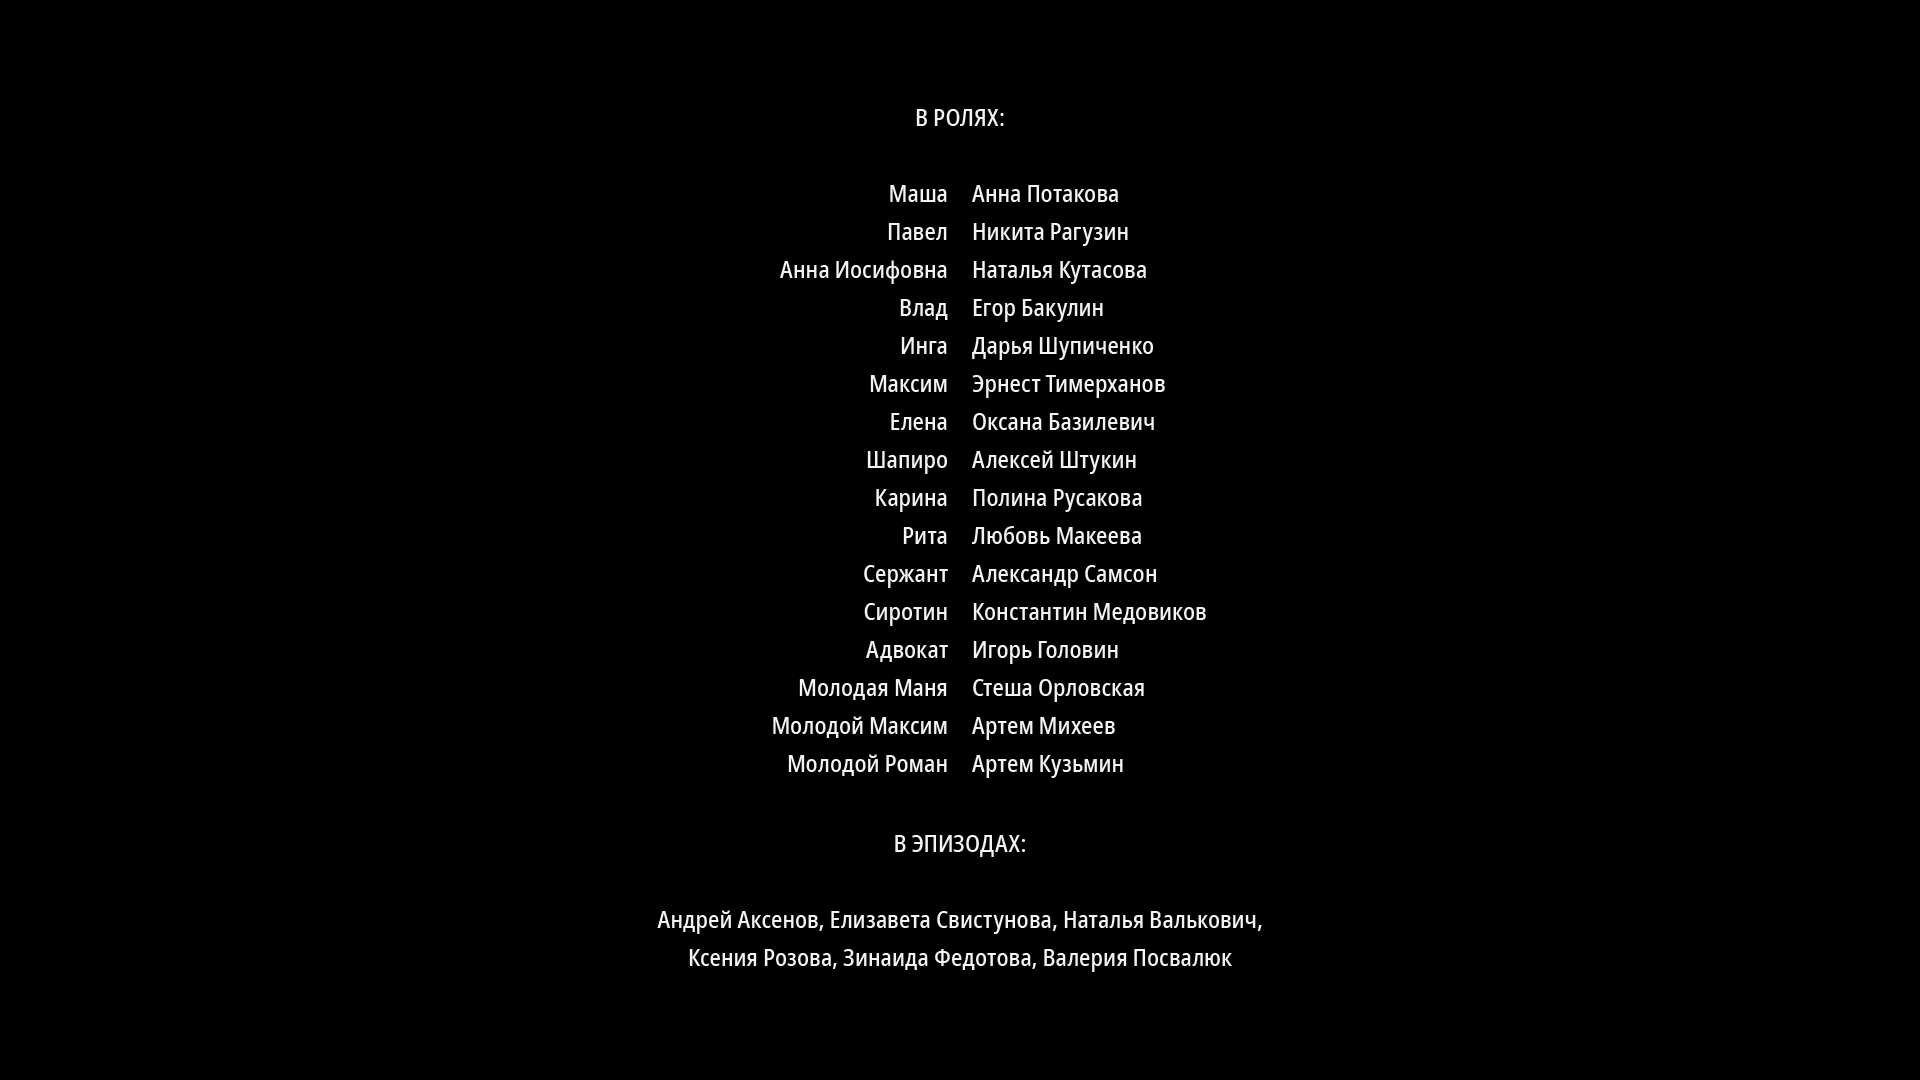 В РОЛЯХ:
Маша Анна Потакова
Павел Никита Рагузин
Анна Иосифовна Наталья Кутасова
Влад Егор Бакулин
Инга Дарья Шупиченко
Максим Эрнест Тимерханов
Елена Оксана Базилевич
Шапиро Алексей Штукин
Карина Полина Русакова
Рита Любовь Макеева
Сержант Александр Самсон
Сиротин Константин Медовиков
Адвокат Игорь Головин
Молодая Маня Стеша Орловская
Молодой Максим Артем Михеев
Молодой Роман Артем Кузьмин
В ЭПИЗОДАХ:
Андрей Аксенов, Елизавета Свистунова, Наталья Валькович,
Ксения Розова, Зинаида Федотова, Валерия Посвалюк